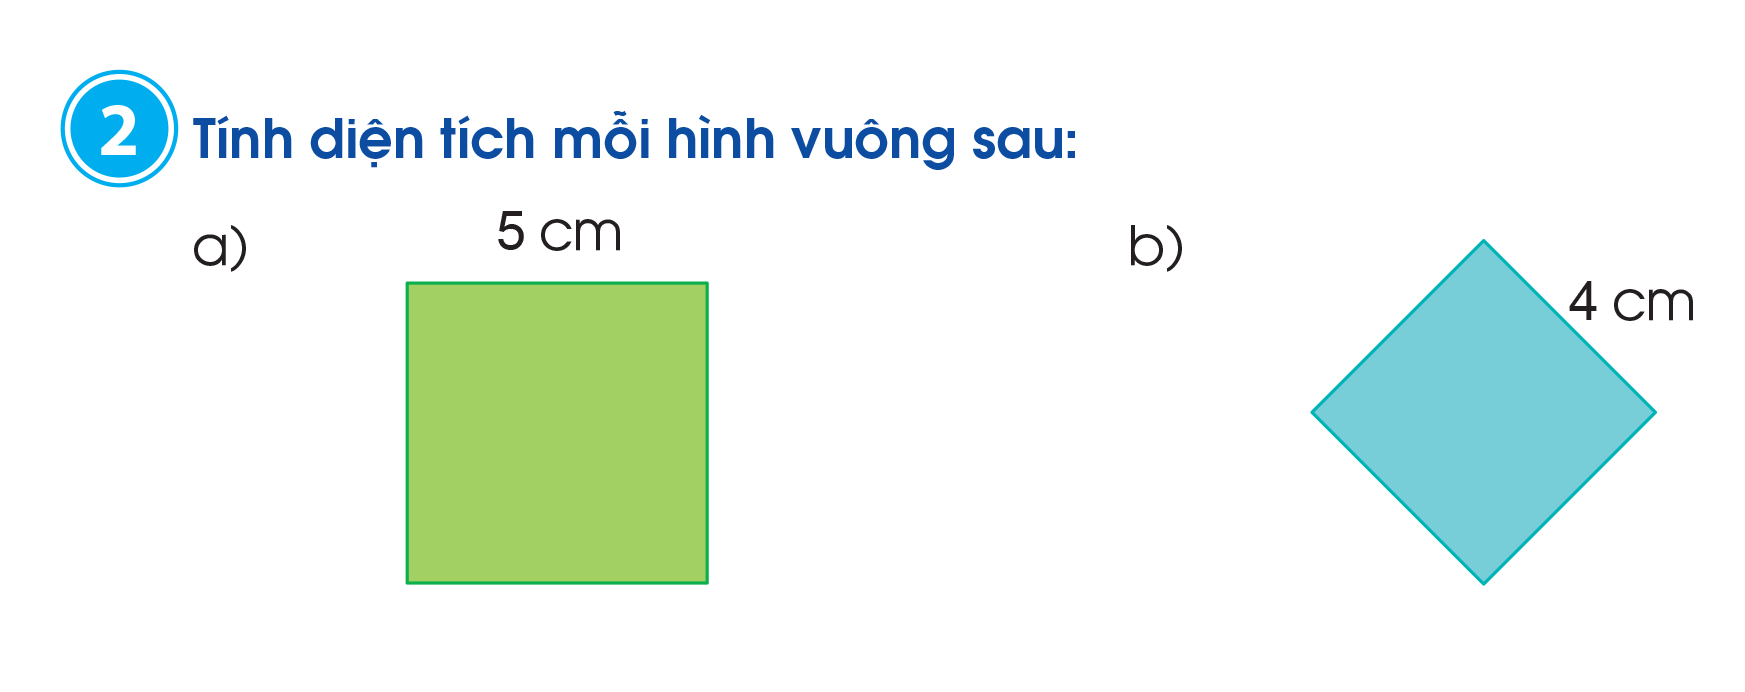 2 Tính diện tích mỗi hình vuông sau:
a) 5 cm b) 4 cm